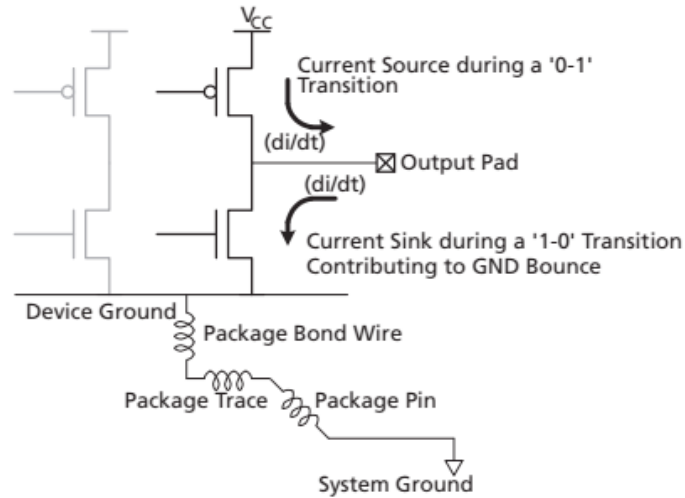 VCC
Current Source during a '0-1'
Transition
(di/dt)
Output Pad
(di/dt)
Current Sink during a '1-0' Transition
Contributing to GND Bounce
Device Ground
Package Bond Wire
Package Trace
Package Pin
System Ground